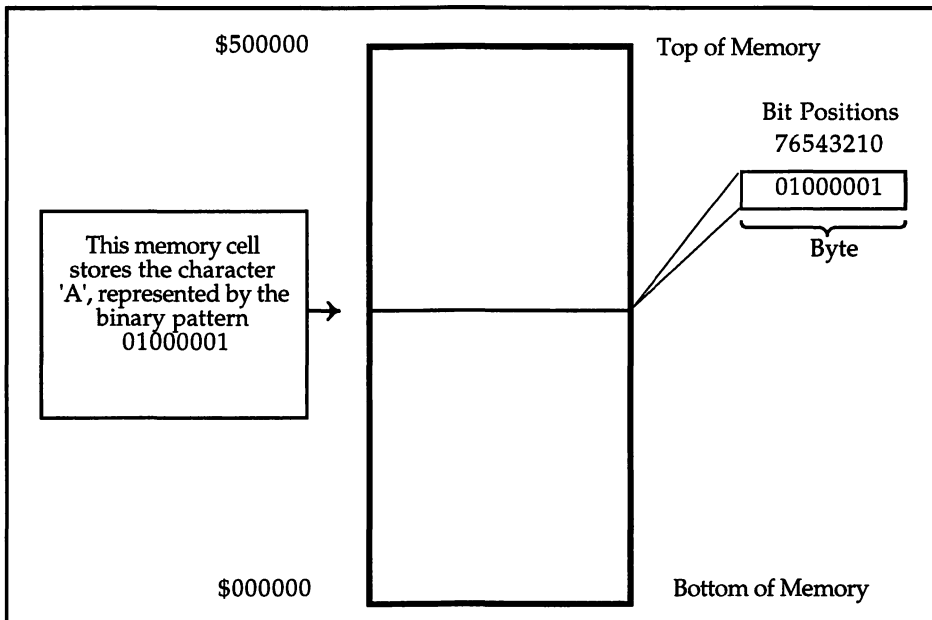 $500000
Top of Memory
Bit Positions
76543210
01000001
Byte
This memory cell
stores the character
'A', represented by the
binary pattern
01000001
$000000
Bottom of Memory